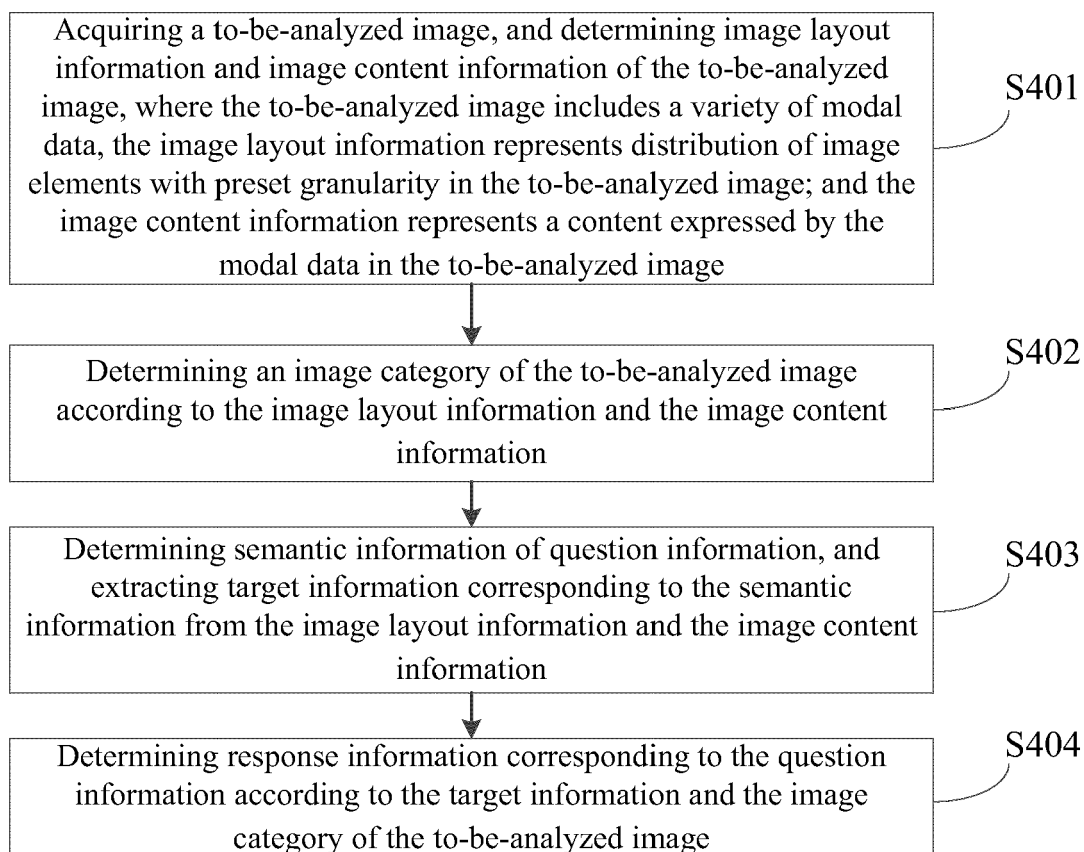 Acquiring a to-be-analyzed image, and determining image layout
information and image content information of the to-be-analyzed
image, where the to-be-analyzed image includes a variety of modal
data, the image layout information represents distribution of image
elements with preset granularity in the to-be-analyzed image; and the
image content information represents a content expressed by the
modal data in the to-be-analyzed image
S401
Determining an image category of the to-be-analyzed image
according to the image layout information and the image content
information
S402
Determining semantic information of question information, and
extracting target information corresponding to the semantic
information from the image layout information and the image content
information
S403
Determining response information corresponding to the question
information according to the target information and the image
category of the to-be-analyzed image
S404